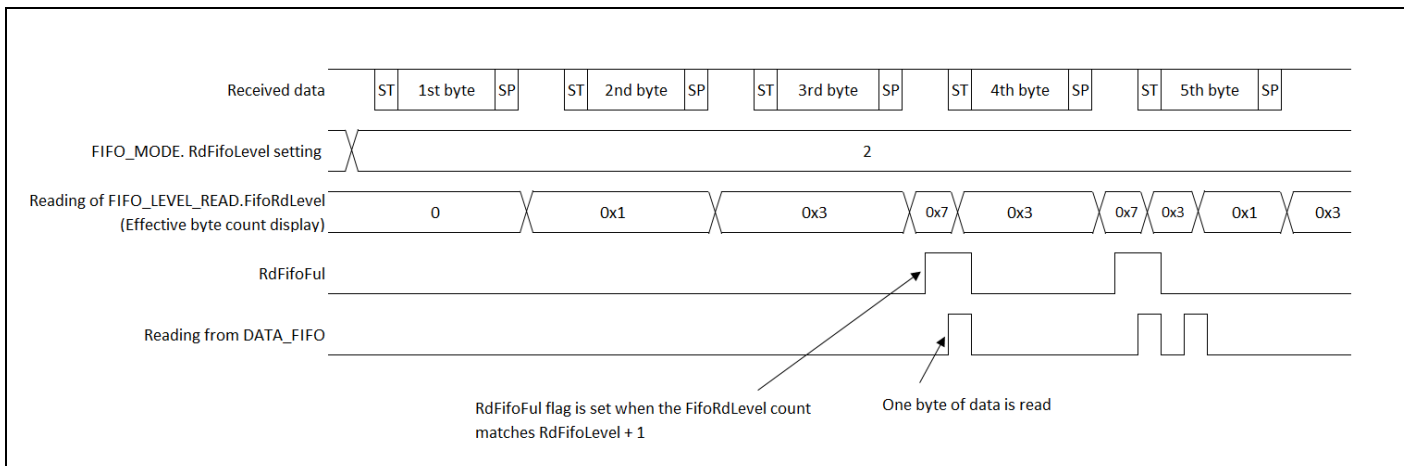 Received data ST 1st byte SP ST 2nd byte SP ST 3rd byte SP ST 4th byte SP ST 5th byte SP
FIFO_MODE. RdFifoLevel setting 2
Reading of FIFO_LEVEL_READ.FifoRdLevel
(Effective byte count display)
0 0x1 0x3 0x7 0x3 0x7 0x3 0x1 0x3
RdFifoFul
Reading from DATA_FIFO
RdFifoFul flag is set when the FifoRdLevel count
matches RdFifoLevel + 1
One byte of data is read